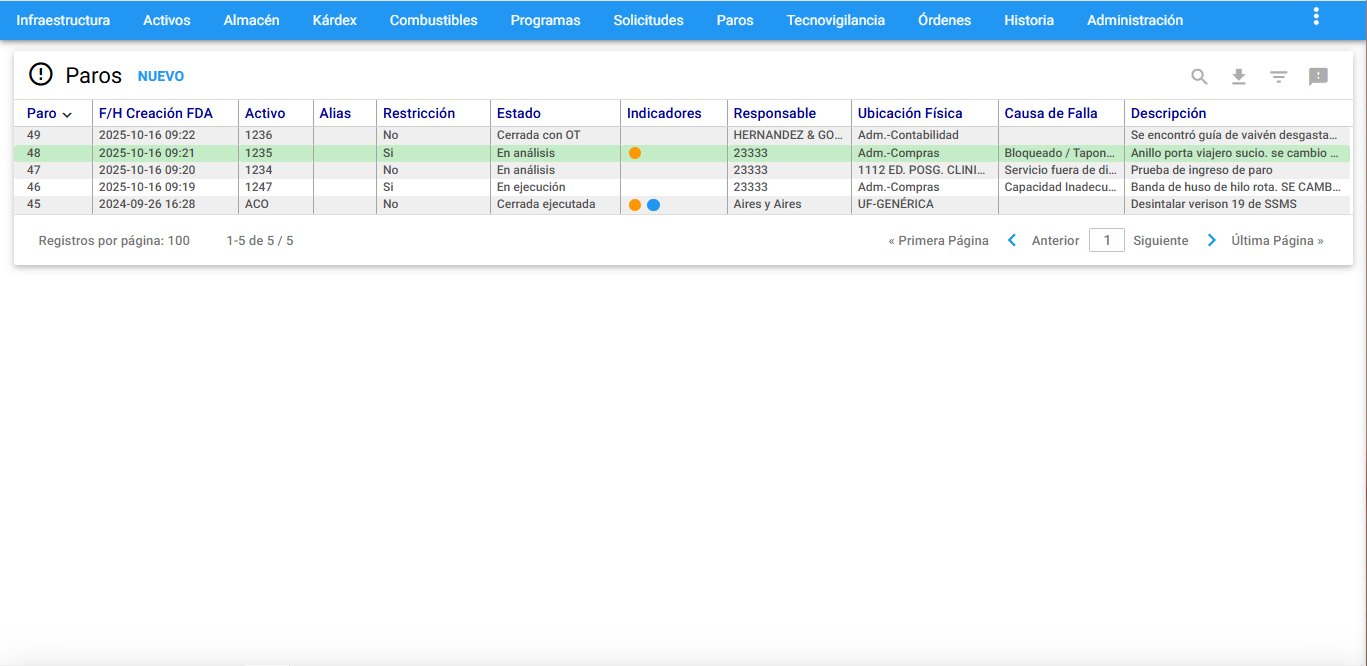 Infraestructura Activos Almacén Kárdex Combustibles Programas Solicitudes Paros Tecnovigilancia Órdenes Historia Administración
Paros NUEVO
Paro F/H Creación FDA Activo Alias Restricción Estado Indicadores Responsable Ubicación Física Causa de Falla Descripción
49 2025-10-16 09:22 1236 No Cerrada con OT HERNANDEZ & GO... Adm.-Contabilidad Se encontró guía de vaivén desgasta...
48 2025-10-16 09:21 1235 Si En análisis 23333 Adm.-Compras Bloqueado / Tapon... Anillo porta viajero sucio. se cambio ...
47 2025-10-16 09:20 1234 No En análisis 23333 1112 ED. POSG. CLINI... Servicio fuera de di... Prueba de ingreso de paro
46 2025-10-16 09:19 1247 Si En ejecución 23333 Adm.-Compras Capacidad Inadecu... Banda de huso de hilo rota. SE CAMB...
45 2024-09-26 16:28 ACO No Cerrada ejecutada Aires y Aires UF-GENÉRICA Desintalar verison 19 de SSMS
Registros por página: 100 1-5 de 5 / 5 « Primera Página Anterior 1 Siguiente Última Página »